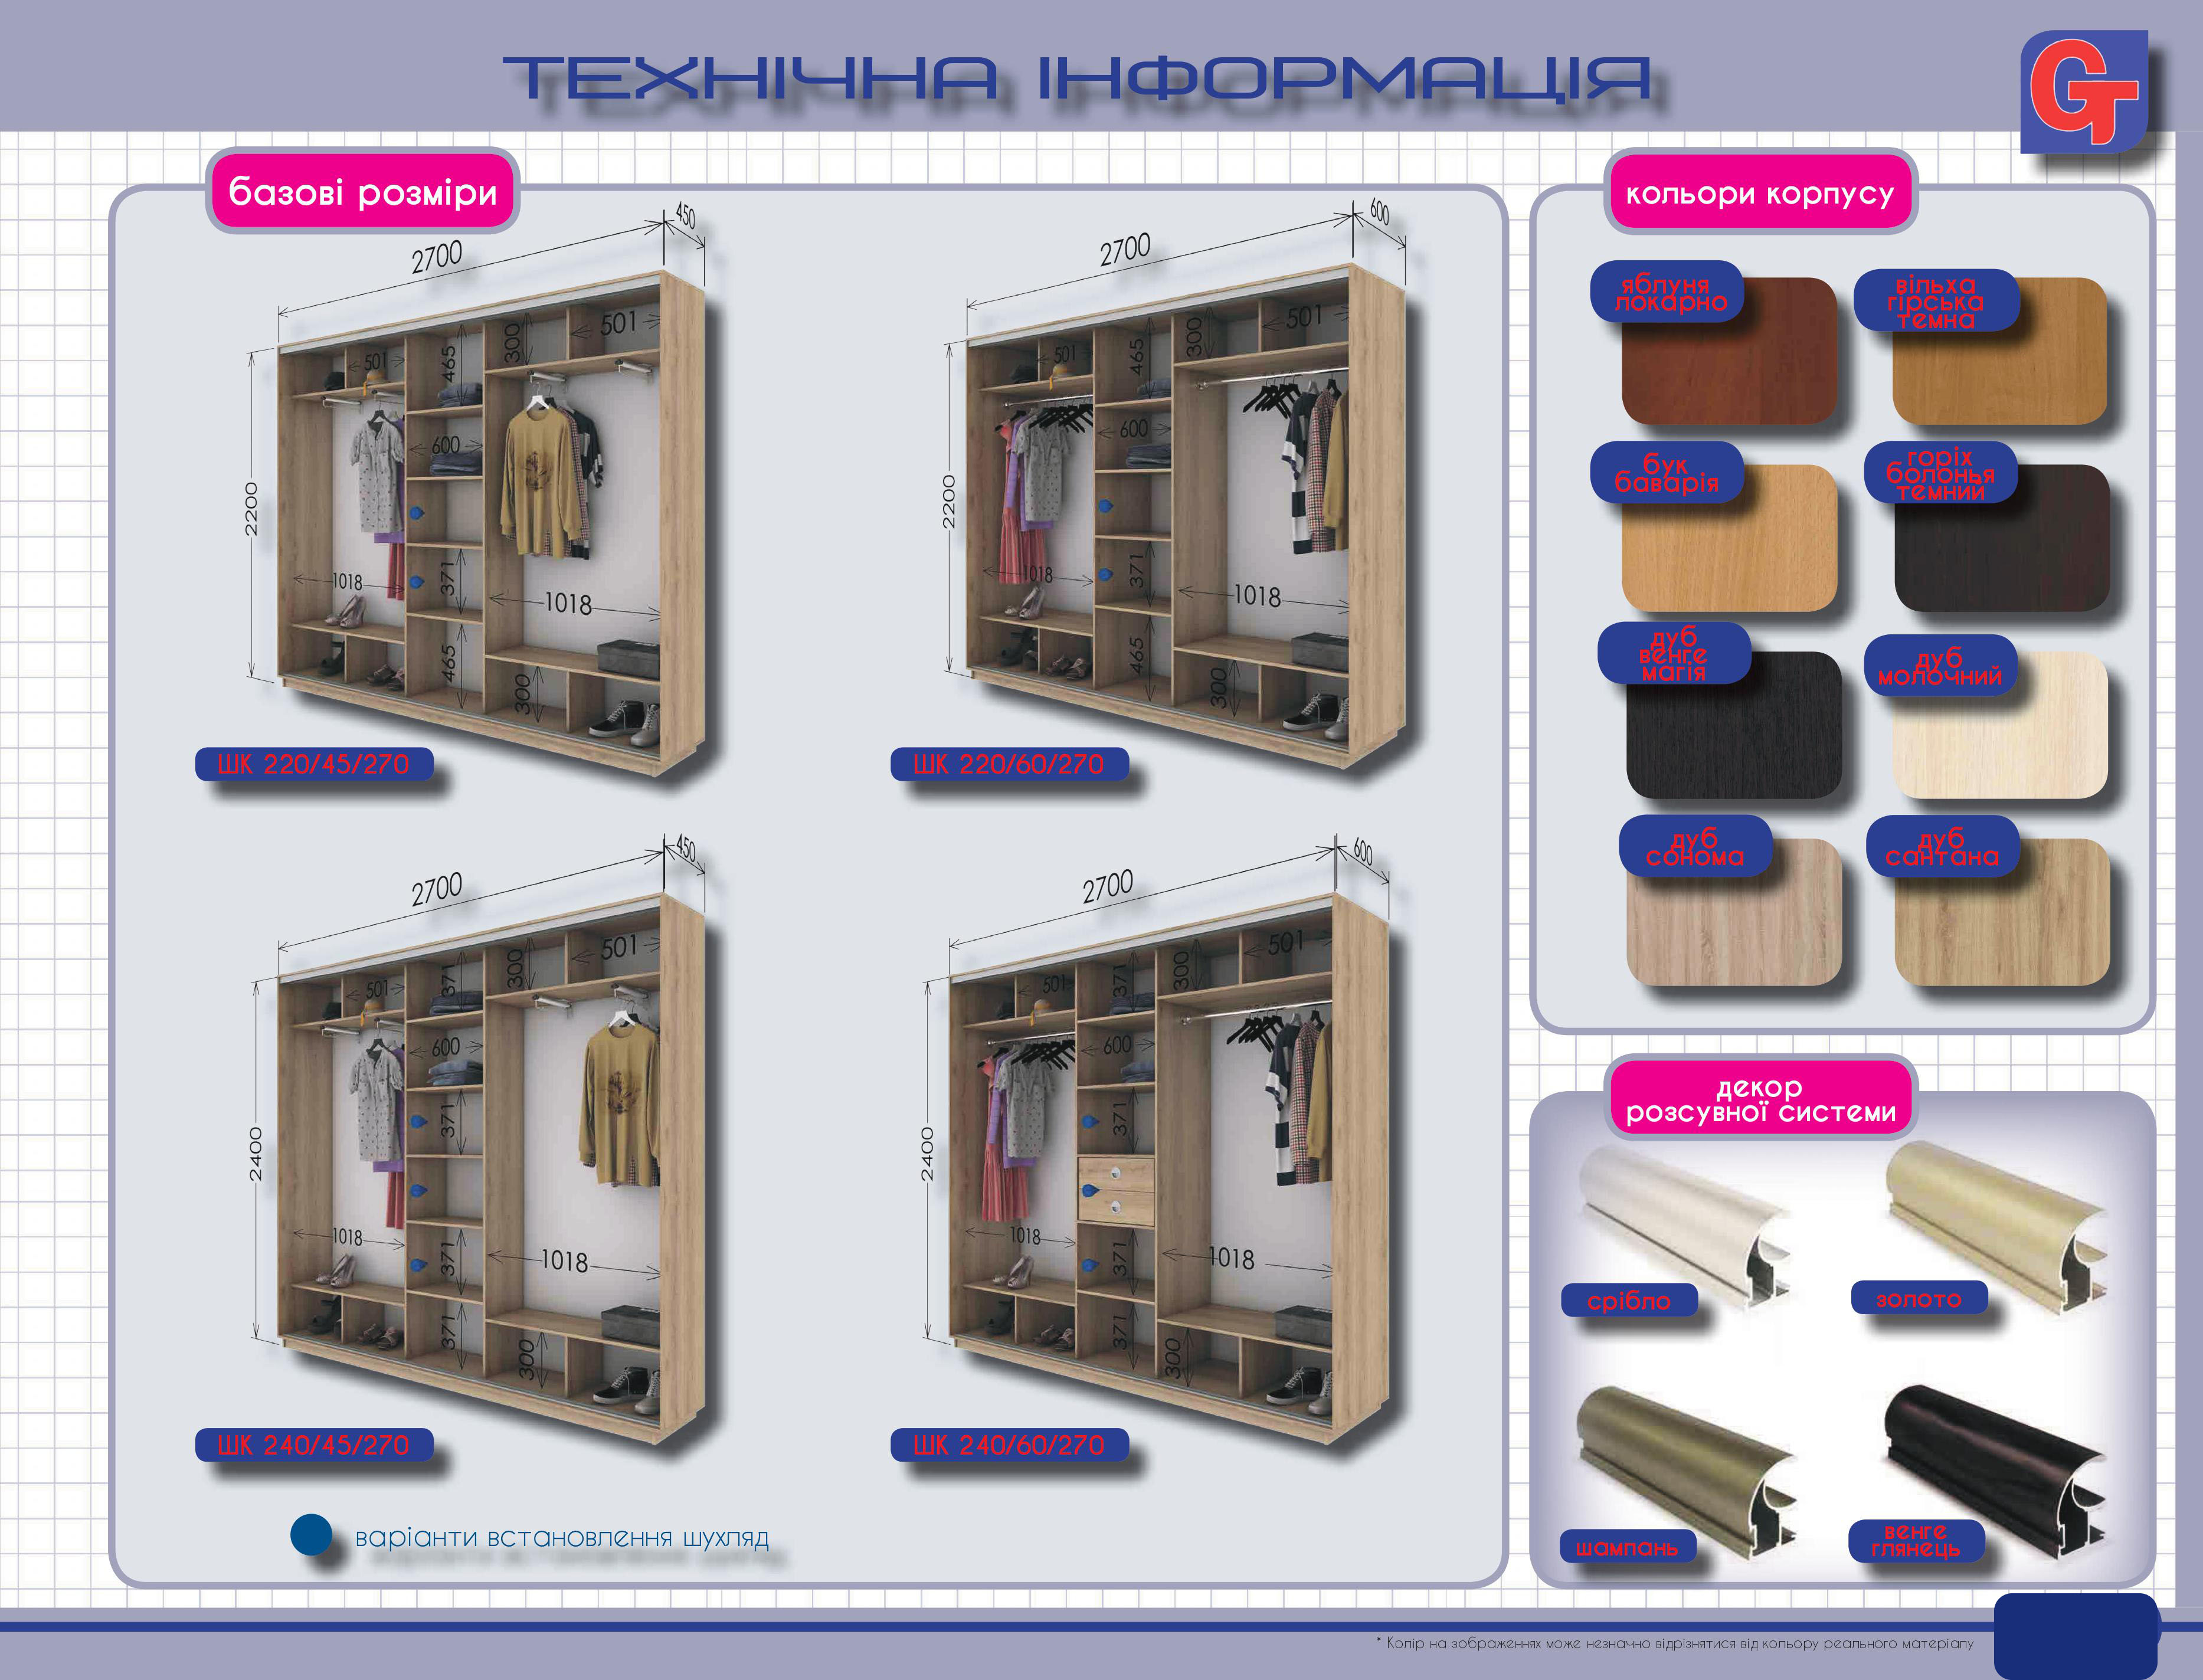 ТЕХНІЧНА ІНФОРМАЦІЯ
GT
базові розміри
2700
450
2200
501
465
300
501
600
1018
371
1018
465
300
ШК 220/45/270
2700
600
2200
501
465
300
501
600
1018
371
1018
465
300
ШК 220/60/270
2700
450
2400
501
371
300
501
600
371
1018
371
1018
371
300
ШК 240/45/270
2700
600
2400
501
371
300
501
600
371
1018
371
1018
371
300
ШК 240/60/270
варіанти встановлення шухляд
кольори корпусу
яблуня
локарно
вільха
гірська
темна
бук
баварія
горіх
болонья
темний
дуб
венге
магія
дуб
молочний
дуб
сонома
дуб
сантана
декор
розсувної системи
срібло
золото
шампань
венге
глянець
* Колір на зображеннях може незначно відрізнятися від кольору реального матеріалу